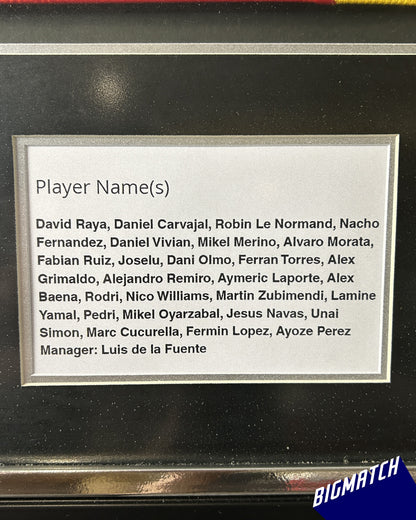 Player Name(s)
David Raya, Daniel Carvajal, Robin Le Normand, Nacho
Fernandez, Daniel Vivian, Mikel Merino, Alvaro Morata,
Fabian Ruiz, Joselu, Dani Olmo, Ferran Torres, Alex
Grimaldo, Alejandro Remiro, Aymeric Laporte, Alex
Baena, Rodri, Nico Williams, Martin Zubimendi, Lamine
Yamal, Pedri, Mikel Oyarzabal, Jesus Navas, Unai
Simon, Marc Cucurella, Fermin Lopez, Ayoze Perez
Manager: Luis de la Fuente
BIGMATCH